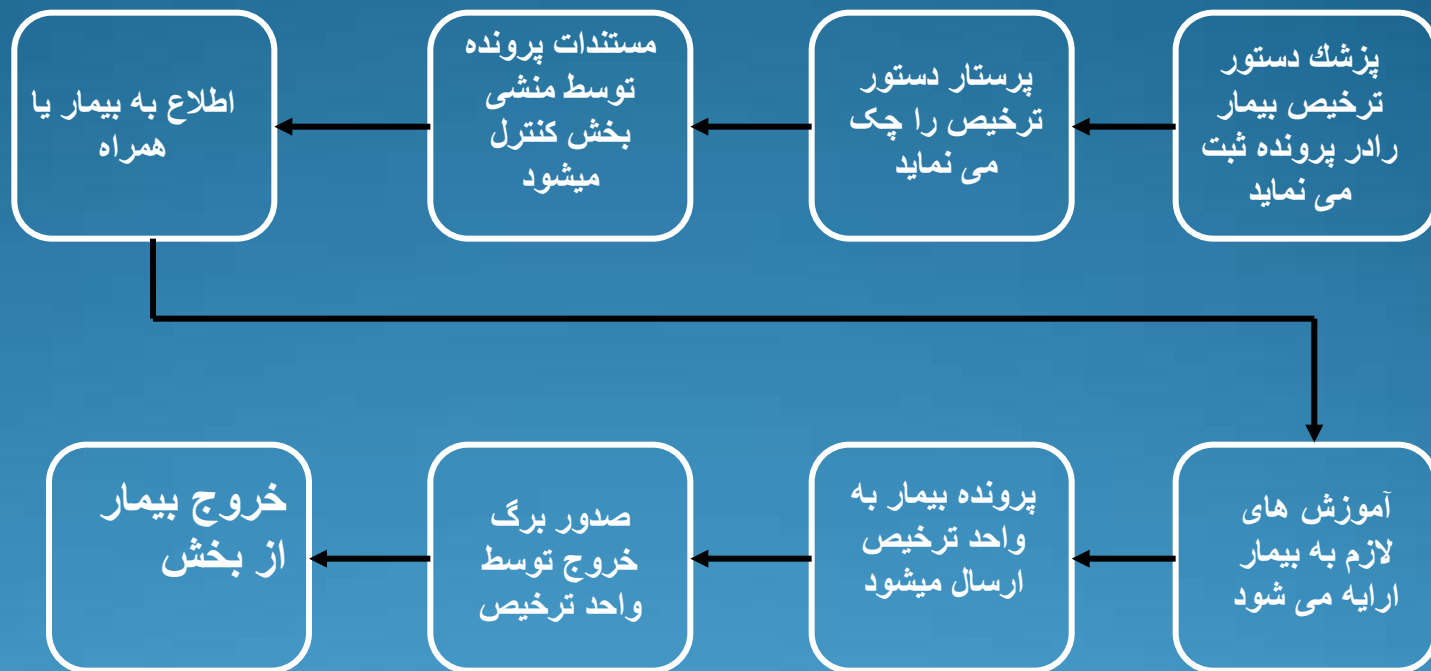 پزشك دستور
ترخیص بیمار
رادر پرونده ثبت
می نماید
پرستار دستور
ترخیص را چک
می نماید
مستندات پرونده
توسط منشی
بخش کنترل
میشود
اطلاع به بیمار یا
همراه
آموزش های
لازم به بیمار
ارایه می شود
پرونده بیمار به
واحد ترخیص
ارسال میشود
صدور برگ
خروج توسط
واحد ترخیص
خروج بیمار
از بخش